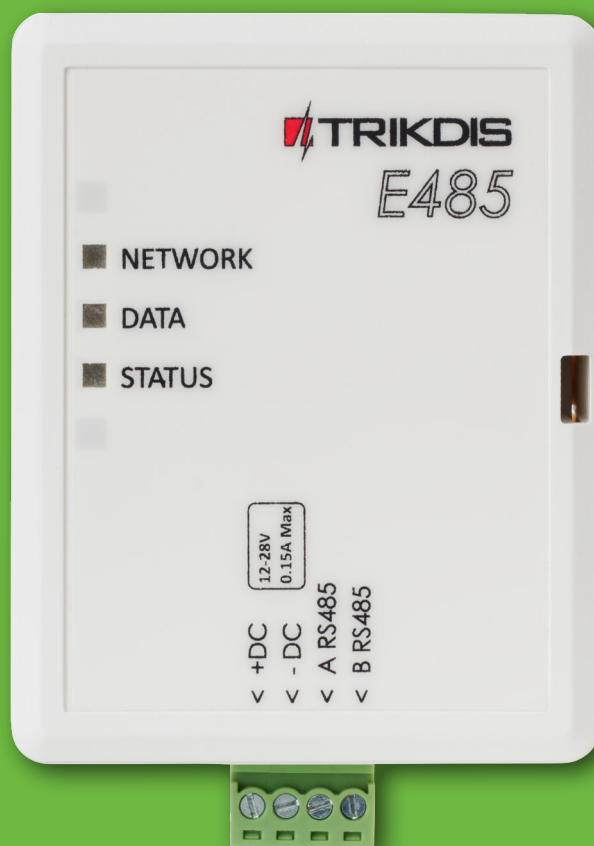 TRIKDIS
E485
NETWORK
DATA
STATUS
12-28V
0.15A Max
< +DC
< - DC
< A RS485
< B RS485